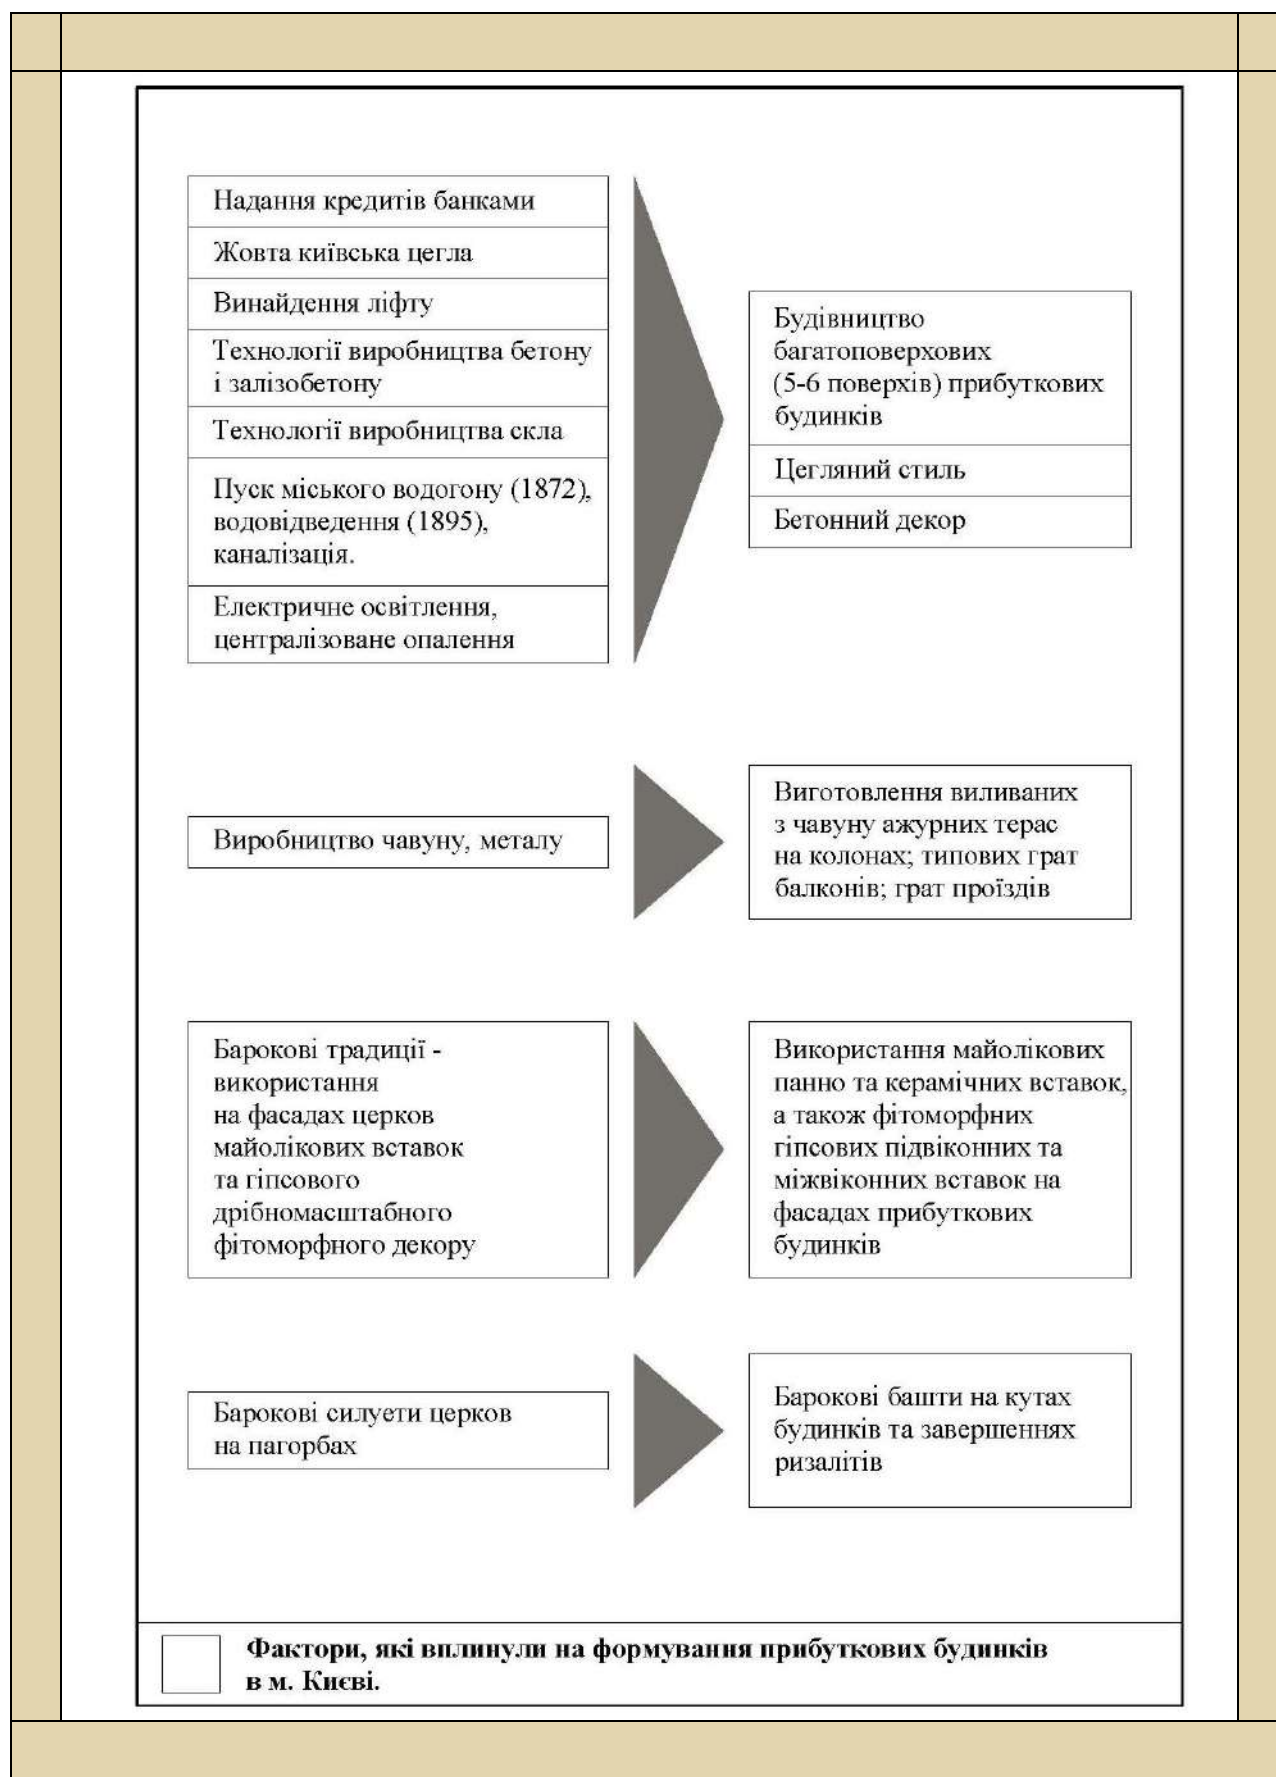 Надання кредитів банками
Жовта київська цегла
Винайдення ліфту
Технології виробництва бетону
і залізобетону
Технології виробництва скла
Пуск міського водогону (1872),
водовідведення (1895),
каналізація.
Електричне освітлення,
централізоване опалення
Будівництво
багатоповерхових
(5-6 поверхів) прибуткових
будинків
Цегляний стиль
Бетонний декор
Виробництво чавуну, металу
Виготовлення виливаних
з чавуну ажурних терас
на колонах; типових грат
балконів; грат проїздів
Барокові традиції -
використання
на фасадах церков
майолікових вставок
та гіпсового
дрібномасштабного
фітоморфного декору
Використання майолікових
панно та керамічних вставок,
а також фітоморфних
гіпсових підвіконних та
міжвіконних вставок на
фасадах прибуткових
будинків
Барокові силуети церков
на пагорбах
Барокові башти на кутах
будинків та завершеннях
ризалітів
Фактори, які вплинули на формування прибуткових будинків
в м. Києві.